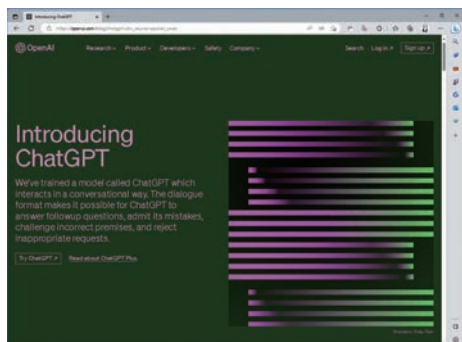 Introducing ChatGPT
OpenAI
Research Product Developers Safety Company
Search Log in Sign up
Introducing
ChatGPT
We've trained a model called ChatGPT which
interacts in a conversational way. The dialogue
format makes it possible for ChatGPT to
answer followup questions, admit its mistakes,
challenge incorrect premises, and reject
inappropriate requests.
Try ChatGPT Read about ChatGPT Plus